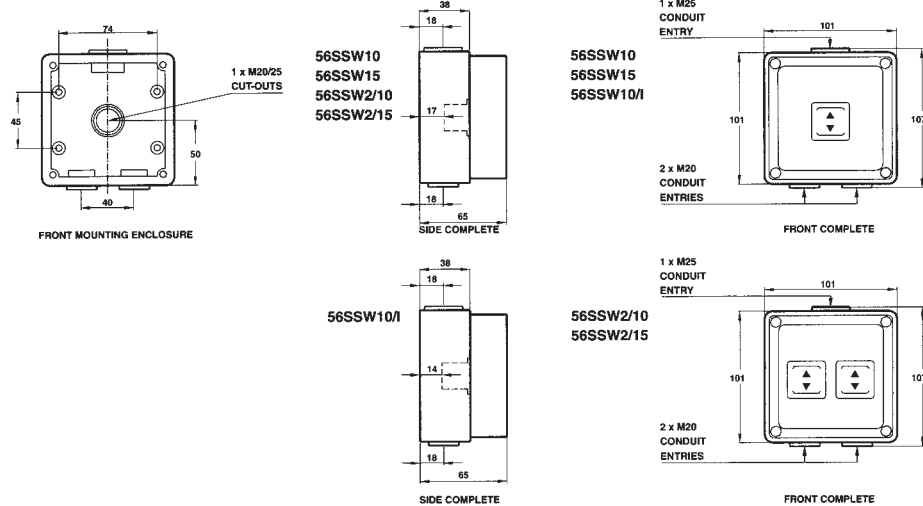 74
1 x M20/25
CUT-OUTS
45
50
40
FRONT MOUNTING ENCLOSURE
38
18
56SSW10
56SSW15
56SSW2/10
56SSW2/15
17
18
65
SIDE COMPLETE
1 x M25
CONDUIT
ENTRY
101
56SSW10
56SSW15
56SSW10/I
101
107
2 x M20
CONDUIT
ENTRIES
FRONT COMPLETE
38
18
56SSW10/I
14
18
65
SIDE COMPLETE
1 x M25
CONDUIT
ENTRY
101
56SSW2/10
56SSW2/15
101
2 x M20
CONDUIT
ENTRIES
FRONT COMPLETE